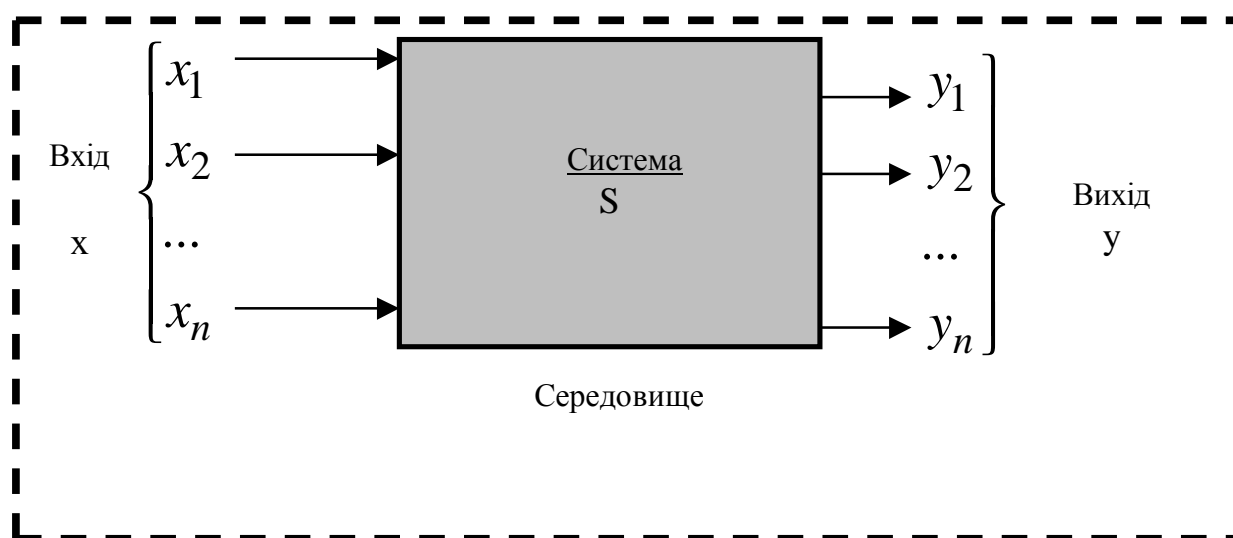 Вхід
x
x1
x2
...
xn
Система
S
y1
y2
...
yn
Вихід
y
Середовище